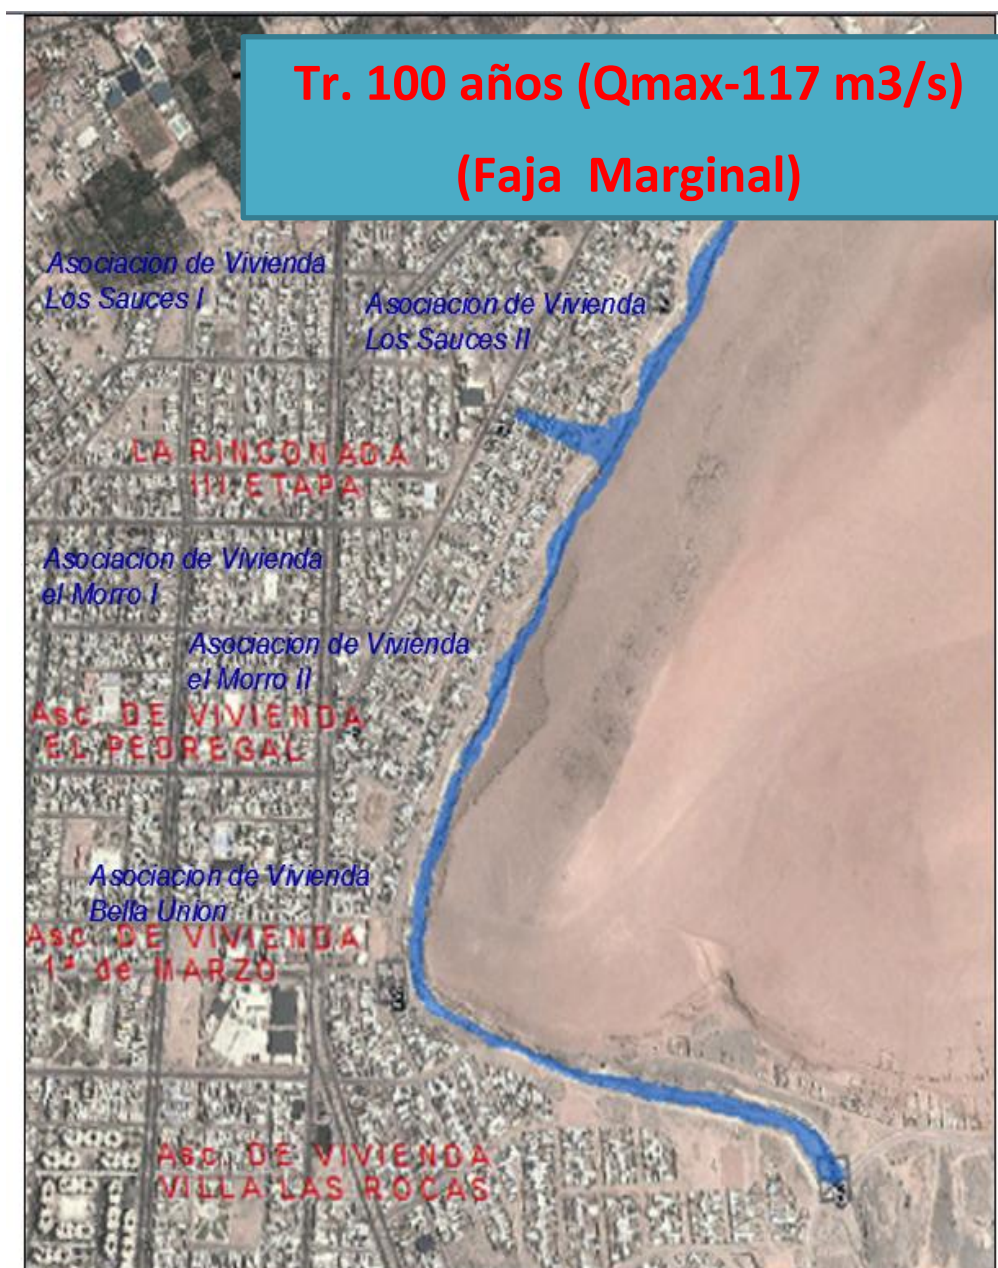 Tr. 100 años (Qmax-117 m3/s)
(Faja Marginal)
Asociacion de Vivienda
Los Sauces I
Asociacion de Vivienda
Los Sauces II
LA RINCONADA
III ETAPA
Asociacion de Vivienda
el Morro I
Asociacion de Vivienda
el Morro II
Asc. DE VIVIENDA
EL PEDREGAL
Asociacion de Vivienda
Bella Union
Asc. DE VIVIENDA
1º de MARZO
Asc. DE VIVIENDA
VILLA LAS ROCAS